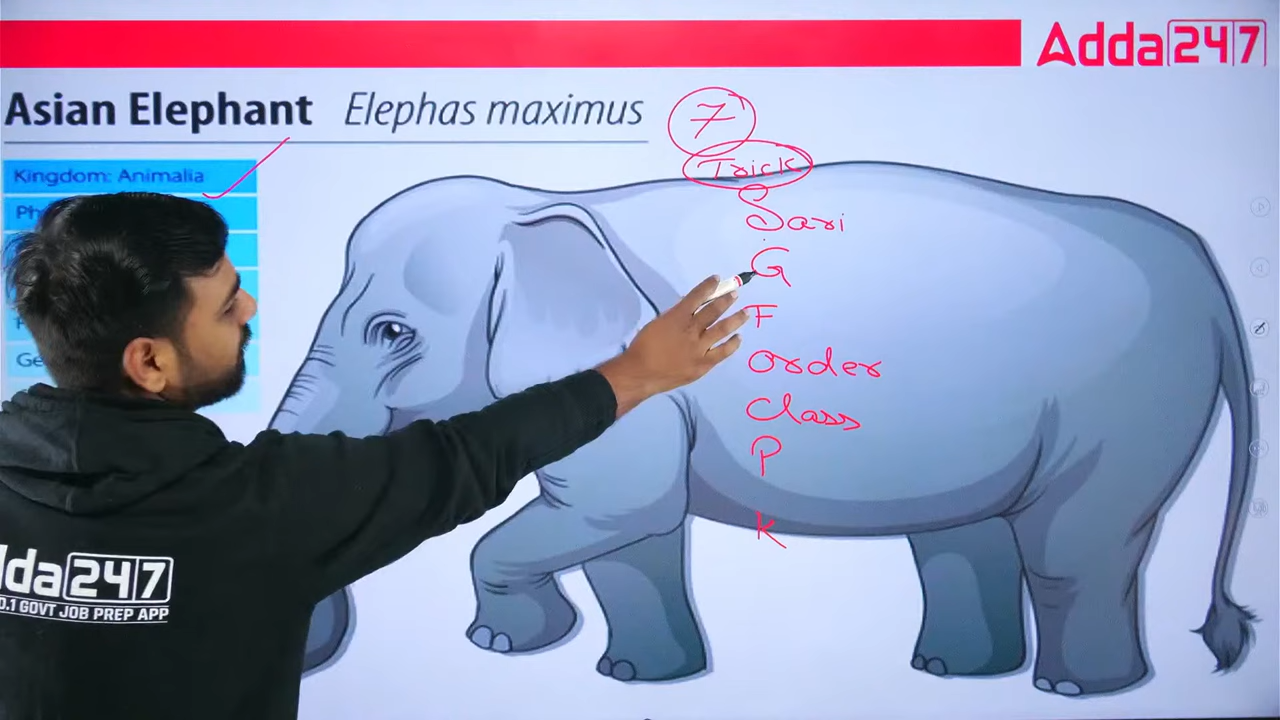 Adda247
Asian Elephant Elephas maximus
7
Trick
Kingdom: Animalia
Ph
Sari
G
F
order
Ge
Class
P
K
dda247
O.1 GOVT JOB PREP APP